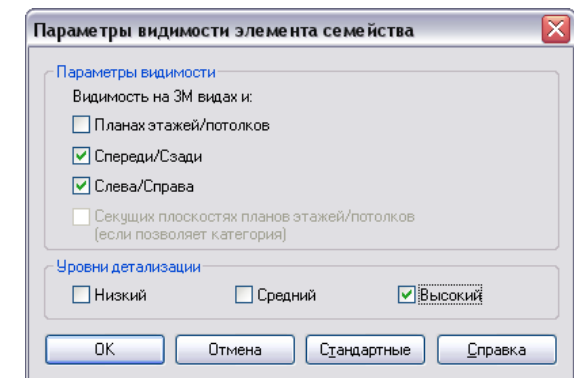 Параметры видимости элемента семейства
Параметры видимости
Видимость на 3М видах и:
Планах этажей/потолков
Спереди/Сзади
Слева/Справа
Секущих плоскостях планов этажей/потолков
(если позволяет категория)
Уровни детализации
Низкий Средний Высокий
ОК Отмена Стандартные Справка